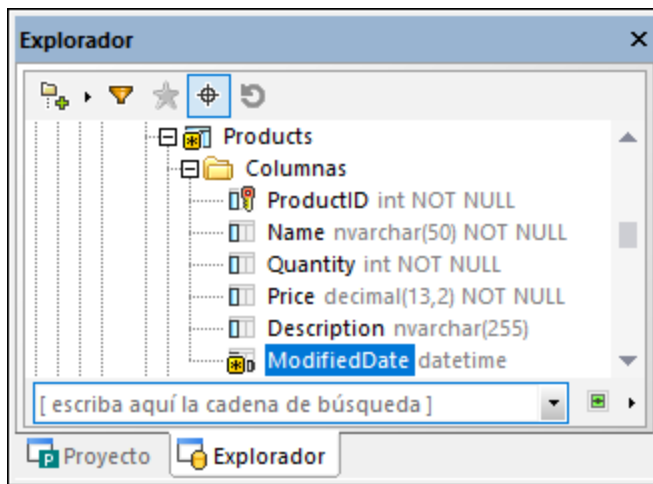 Explorador
Products
Columnas
ProductID int NOT NULL
Name nvarchar(50) NOT NULL
Quantity int NOT NULL
Price decimal(13,2) NOT NULL
Description nvarchar(255)
ModifiedDate datetime
[ escriba aquí la cadena de búsqueda ]
Proyecto Explorador